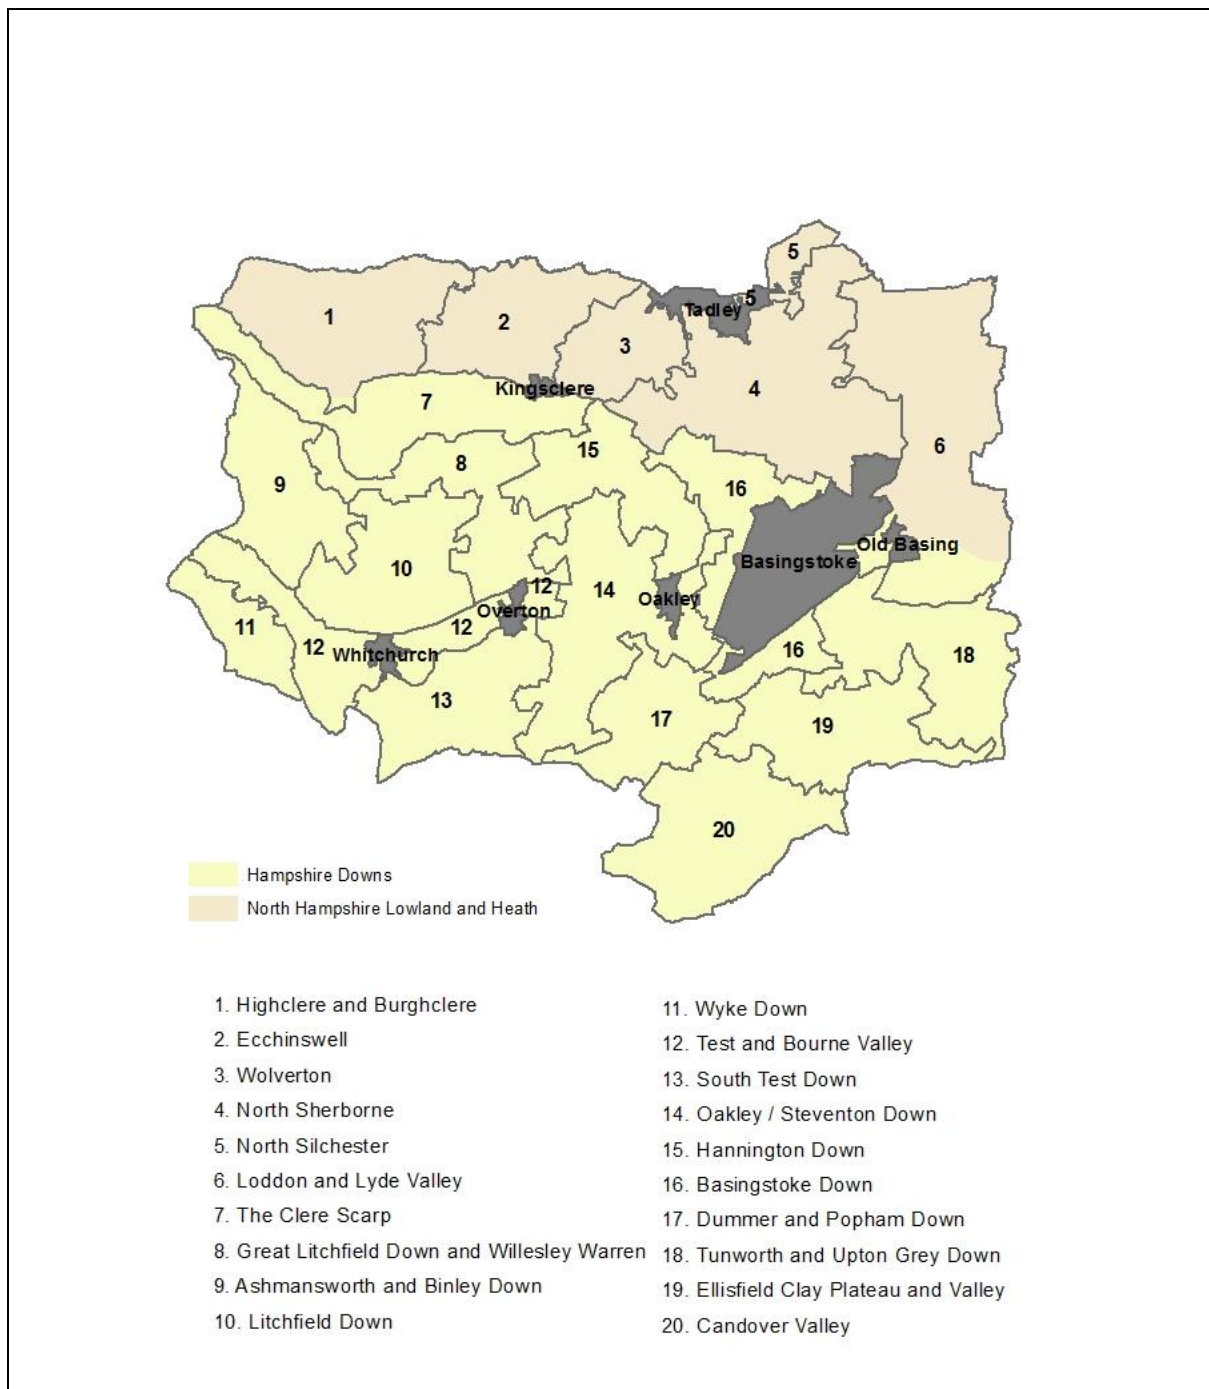 5
5
Tadley
1
2
3
Kingsclere
4
7
15
6
8
9
16
Old Basing
Basingstoke
10
12
14
Oakley
Overton
11
12
12
Whitchurch
16
18
13
17
19
20
Hampshire Downs
North Hampshire Lowland and Heath
1. Highclere and Burghclere
2. Ecchinswell
3. Wolverton
4. North Sherborne
5. North Silchester
6. Loddon and Lyde Valley
7. The Clere Scarp
8. Great Litchfield Down and Willesley Warren
9. Ashmansworth and Binley Down
10. Litchfield Down
11. Wyke Down
12. Test and Bourne Valley
13. South Test Down
14. Oakley / Steventon Down
15. Hannington Down
16. Basingstoke Down
17. Dummer and Popham Down
18. Tunworth and Upton Grey Down
19. Ellisfield Clay Plateau and Valley
20. Candover Valley